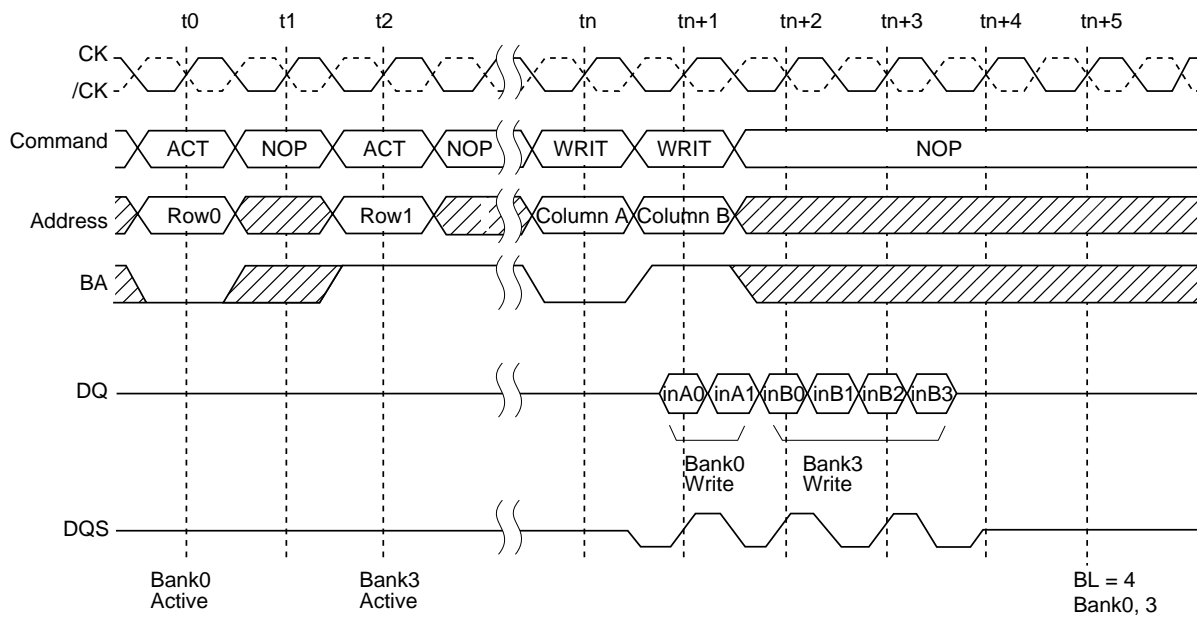 t0 t1 t2 tn tn+1 tn+2 tn+3 tn+4 tn+5
CK
/CK
Command ACT NOP ACT NOP WRIT WRIT NOP
Address Row0 Row1 Column A Column B
BA
DQ inA0 inA1 inB0 inB1 inB2 inB3
Bank0 Bank3
Write Write
DQS
Bank0 Bank3 BL = 4
Active Active Bank0, 3